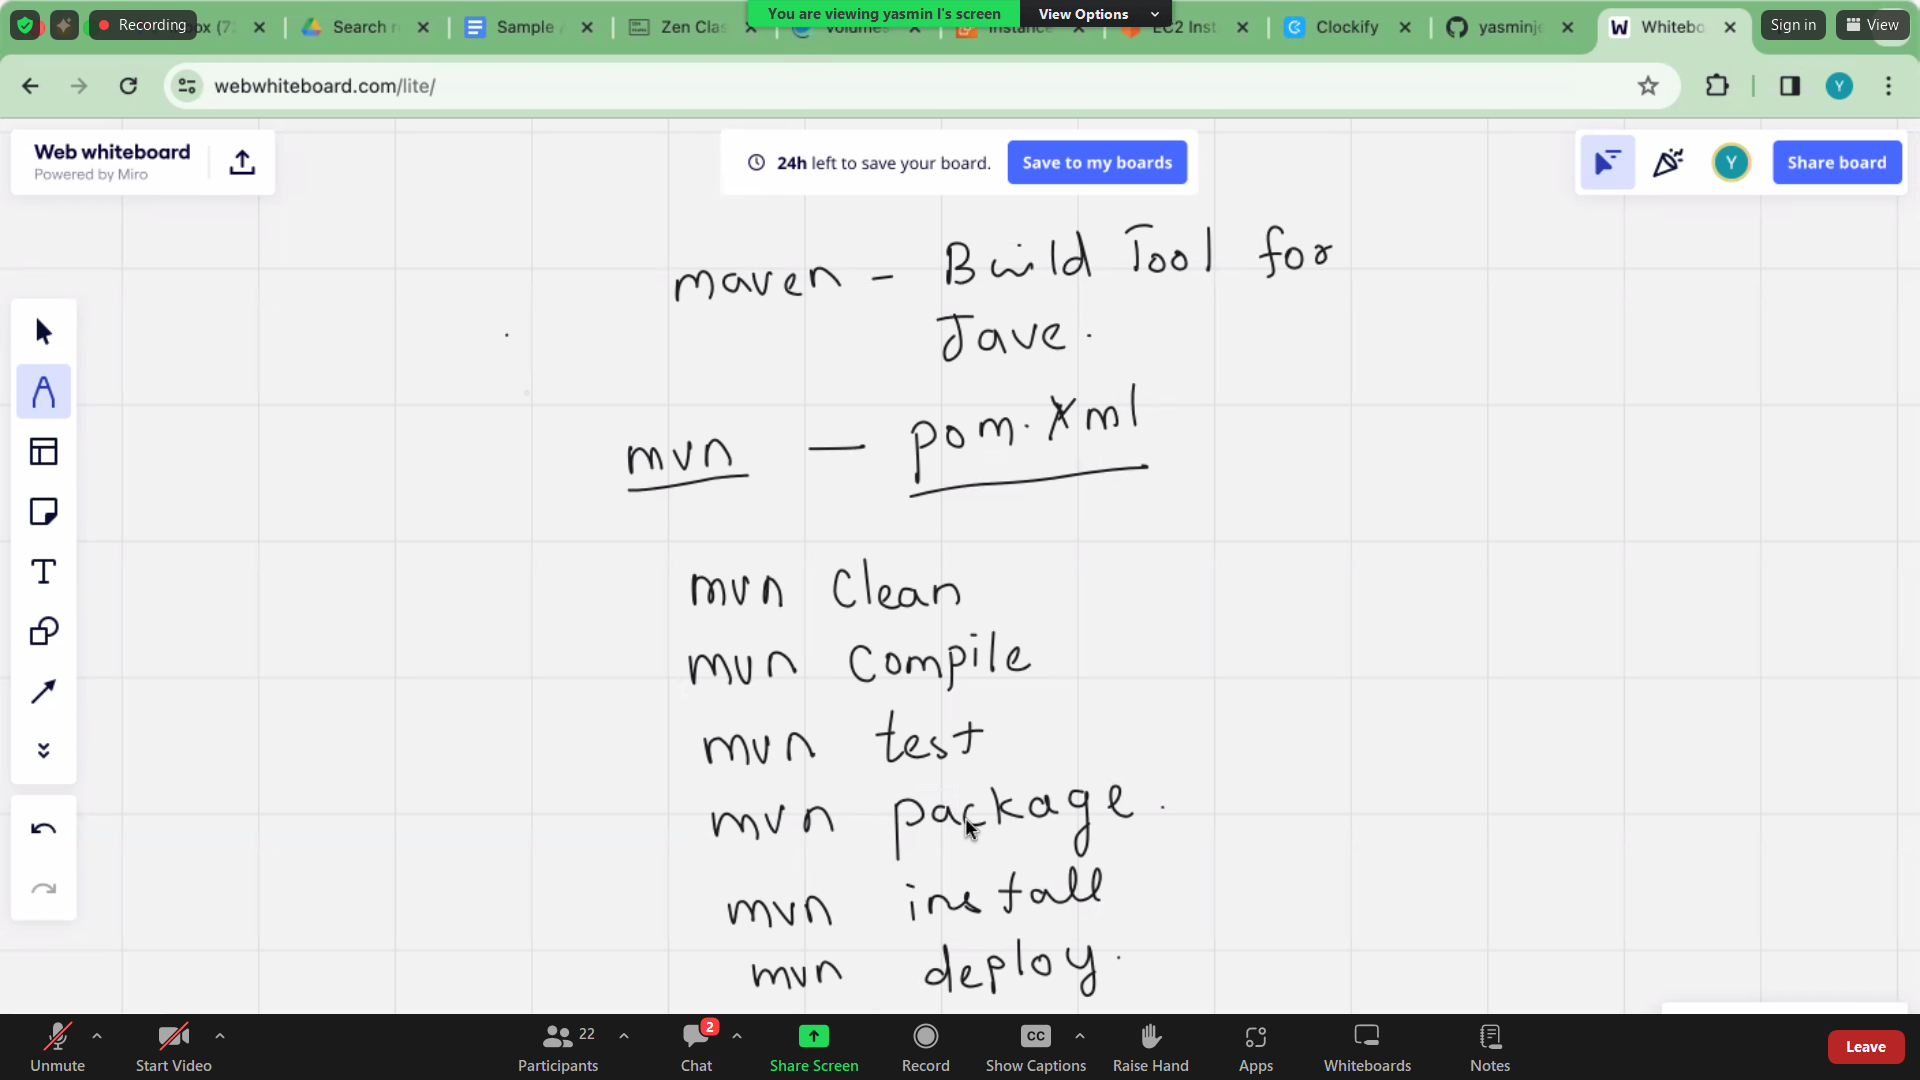 You are viewing yasmin I's screen
View Options
Recording
Search r
Sample
Zen Clas
Volumes
Instance
EC2 Inst
Clockify
yasminje
Whitebo
Sign in
View
webwhiteboard.com/lite/
Y
Web whiteboard
Powered by Miro
24h left to save your board.
Save to my boards
Y
Share board
maven - Build Tool for
Jave.
mvn — pom.xml
mvn clean
mvn compile
mvn test
mvn package.
mvn install
mvn deploy.
Unmute
Start Video
22
Participants
2
Chat
Share Screen
Record
CC
Show Captions
Raise Hand
Apps
Whiteboards
Notes
Leave